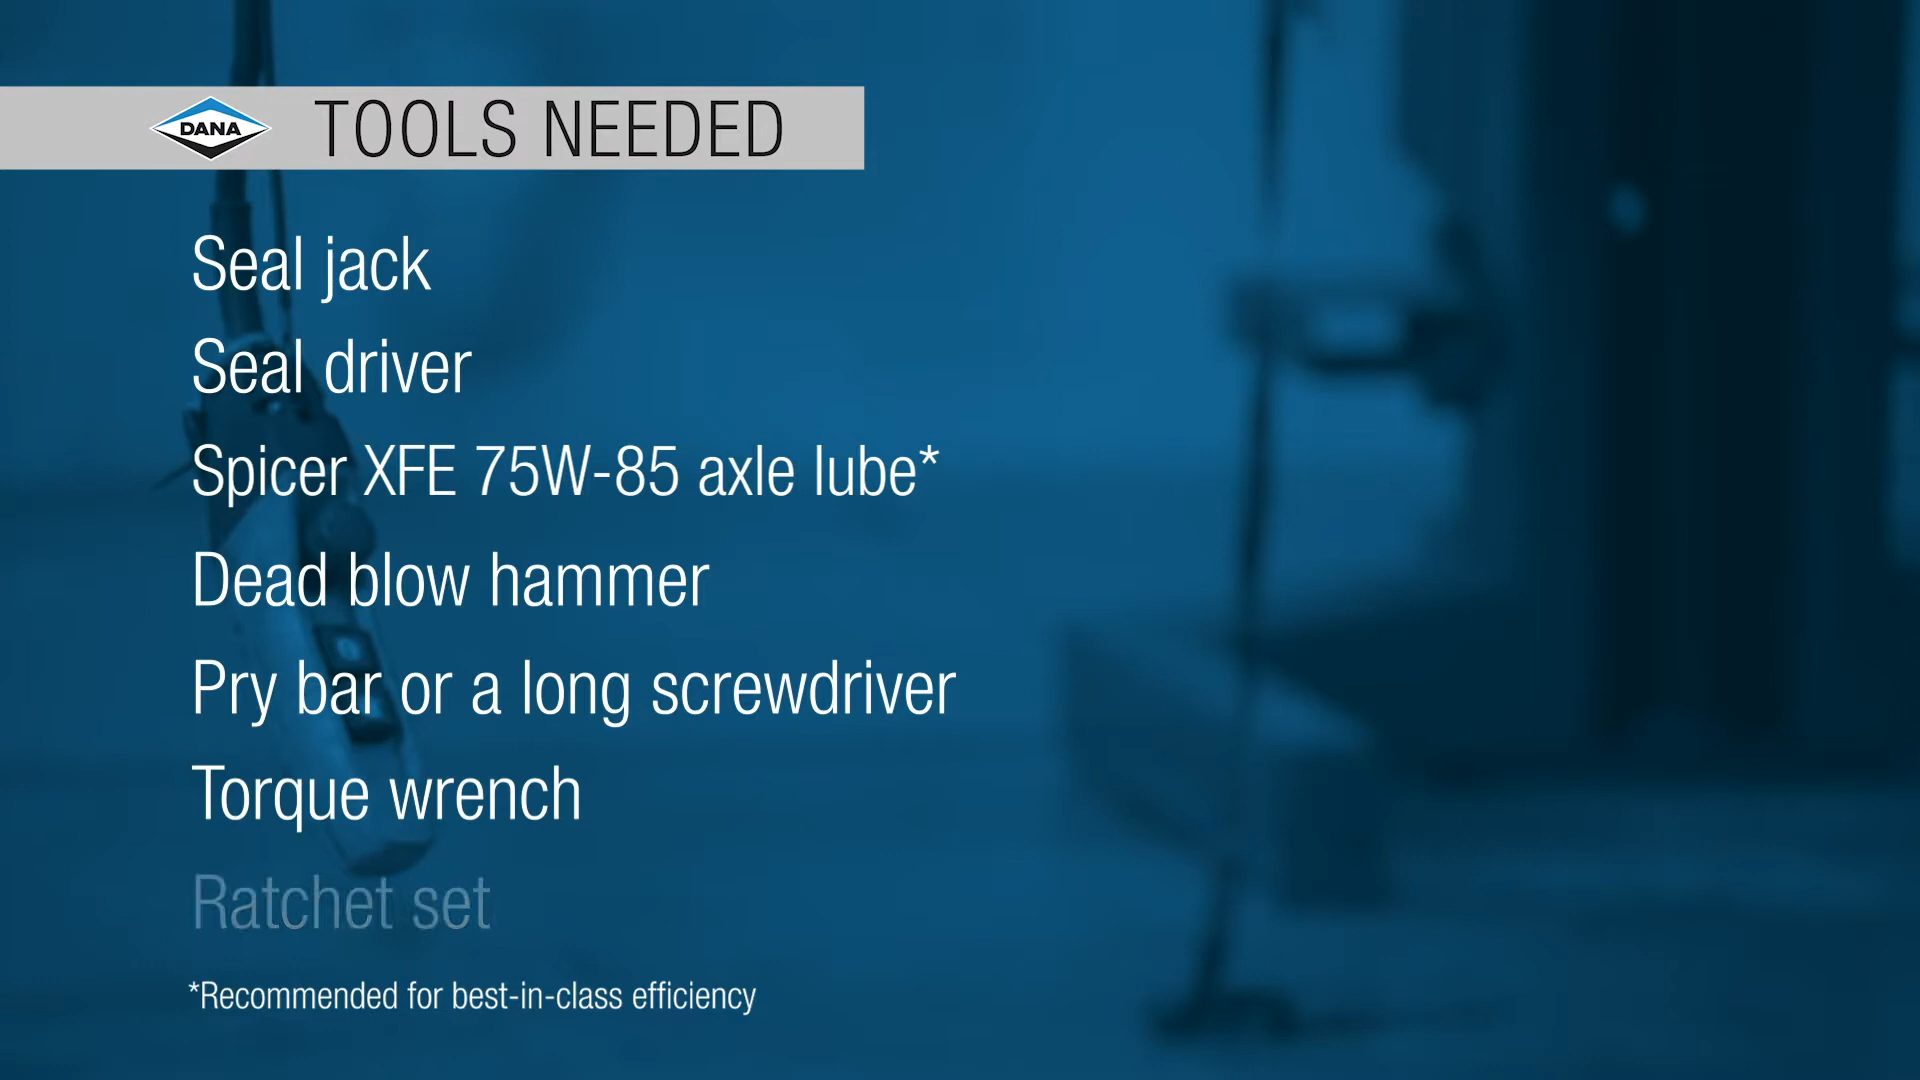 DANA
TOOLS NEEDED
Seal jack
Seal driver
Spicer XFE 75W-85 axle lube*
Dead blow hammer
Pry bar or a long screwdriver
Torque wrench
Ratchet set
*Recommended for best-in-class efficiency